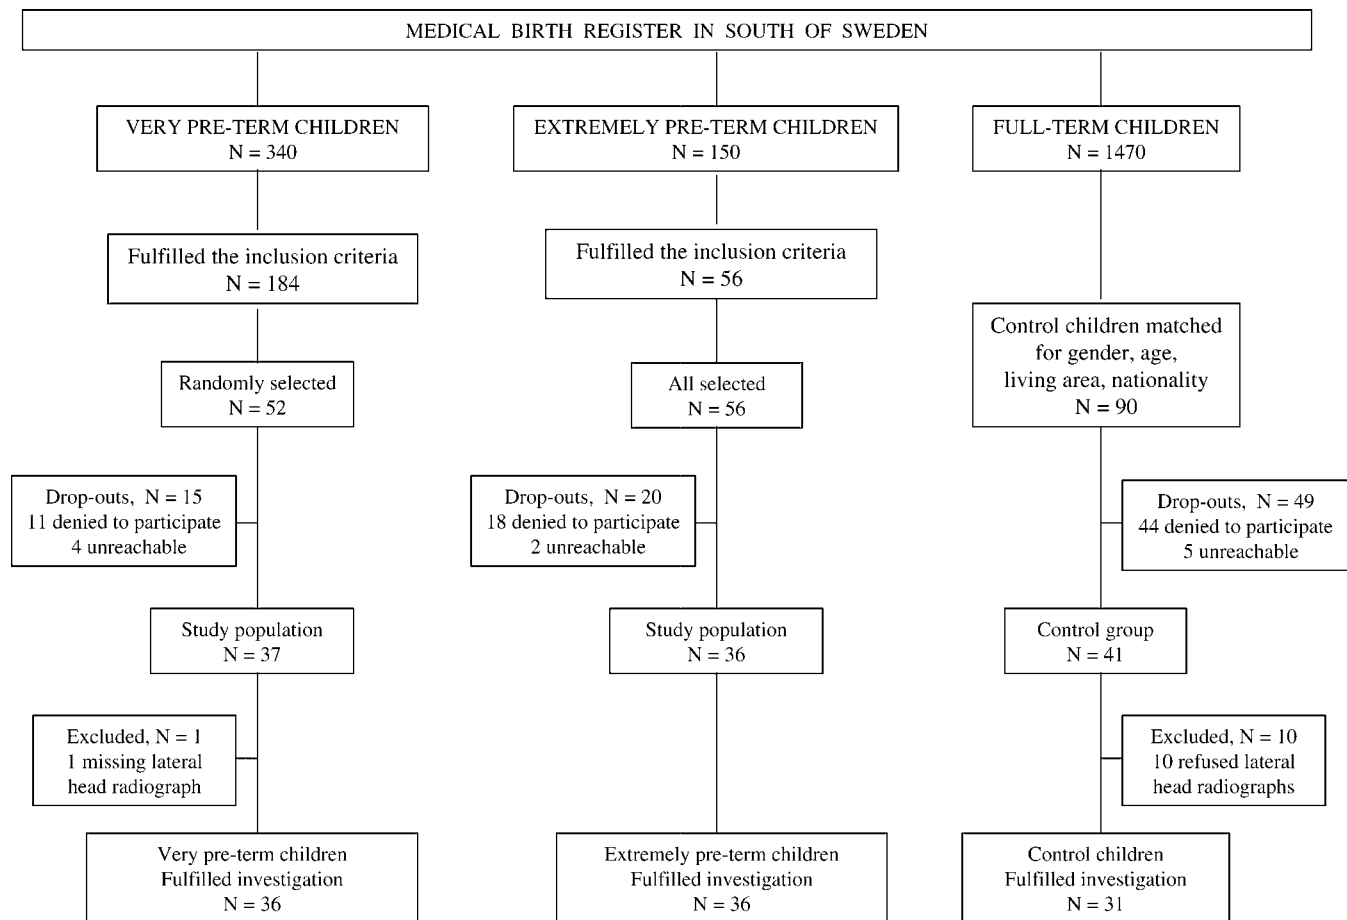 MEDICAL BIRTH REGISTER IN SOUTH OF SWEDEN
VERY PRE-TERM CHILDREN
N = 340
EXTREMELY PRE-TERM CHILDREN
N = 150
FULL-TERM CHILDREN
N = 1470
Fulfilled the inclusion criteria
N = 184
Fulfilled the inclusion criteria
N = 56
Control children matched
for gender, age,
living area, nationality
N = 90
Randomly selected
N = 52
All selected
N = 56
Drop-outs, N = 15
11 denied to participate
4 unreachable
Drop-outs, N = 20
18 denied to participate
2 unreachable
Drop-outs, N = 49
44 denied to participate
5 unreachable
Study population
N = 37
Study population
N = 36
Control group
N = 41
Excluded, N = 1
1 missing lateral
head radiograph
Excluded, N = 10
10 refused lateral
head radiographs
Very pre-term children
Fulfilled investigation
N = 36
Extremely pre-term children
Fulfilled investigation
N = 36
Control children
Fulfilled investigation
N = 31